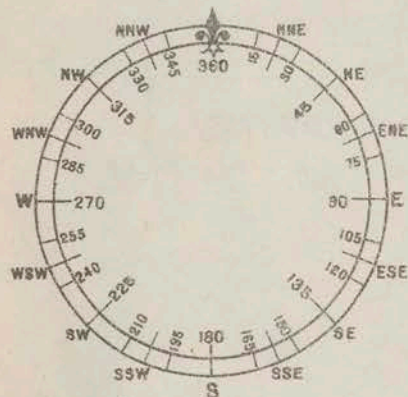 NNW NNE
NW 330 345 360 15 30 NE
315 45
WNW 300 60 ENE
285 75
W 270 90 E
255 105
WSW 240 120 ESE
225 135
SW 210 195 180 165 150 SE
SSW SSE
S